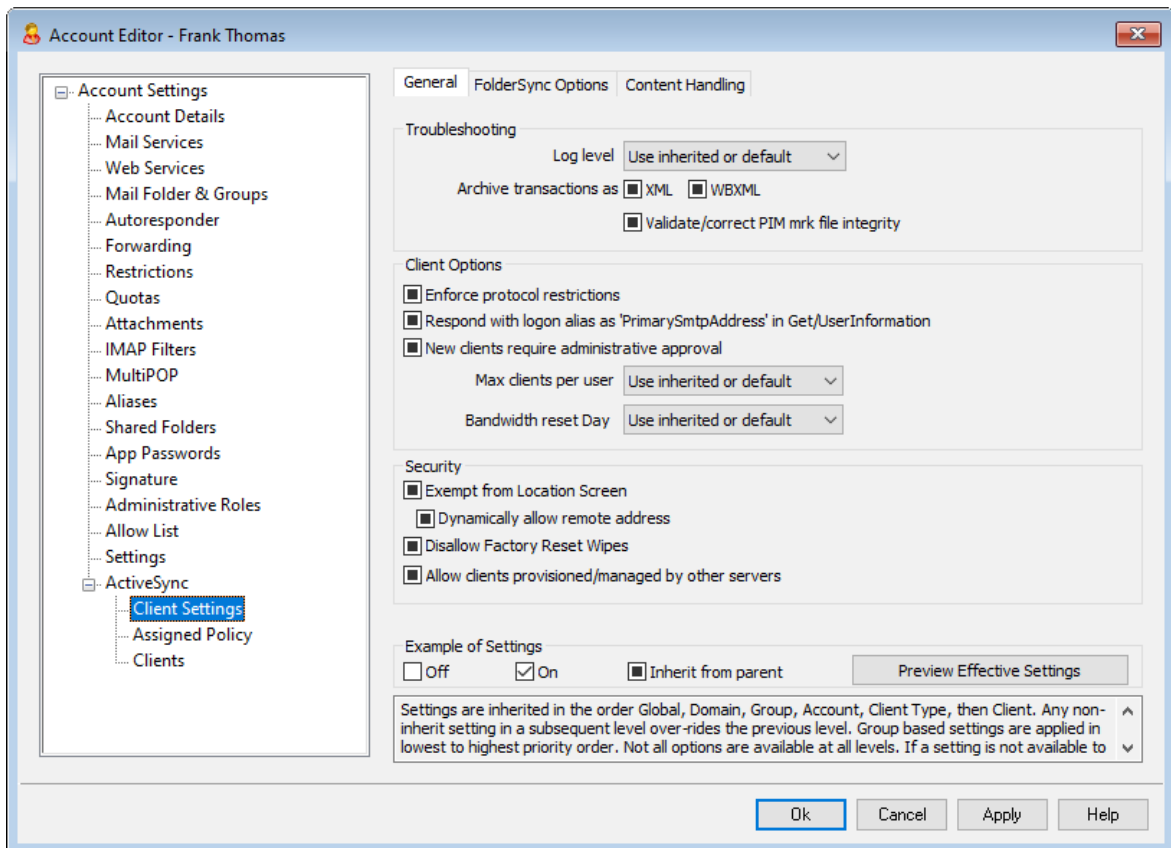 Account Editor - Frank Thomas
Account Settings
Account Details
Mail Services
Web Services
Mail Folder & Groups
Autoresponder
Forwarding
Restrictions
Quotas
Attachments
IMAP Filters
MultiPOP
Aliases
Shared Folders
App Passwords
Signature
Administrative Roles
Allow List
Settings
ActiveSync
Client Settings
Assigned Policy
Clients
General FolderSync Options Content Handling
Troubleshooting
Log level Use inherited or default
Archive transactions as XML WBXML
Validate/correct PIM mrk file integrity
Client Options
Enforce protocol restrictions
Respond with logon alias as 'PrimarySmtpAddress' in Get/UserInformation
New clients require administrative approval
Max clients per user Use inherited or default
Bandwidth reset Day Use inherited or default
Security
Exempt from Location Screen
Dynamically allow remote address
Disallow Factory Reset Wipes
Allow clients provisioned/managed by other servers
Example of Settings
Off On Inherit from parent Preview Effective Settings
Settings are inherited in the order Global, Domain, Group, Account, Client Type, then Client. Any non-
inherit setting in a subsequent level over-rides the previous level. Group based settings are applied in
lowest to highest priority order. Not all options are available at all levels. If a setting is not available to
Ok Cancel Apply Help